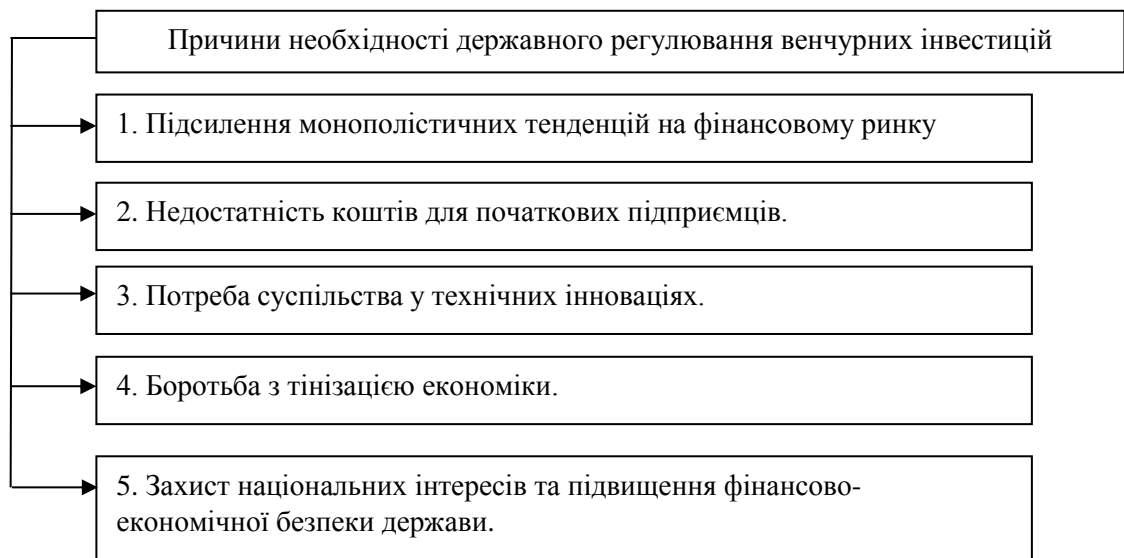 Причини необхідності державного регулювання венчурних інвестицій
1. Підсилення монополістичних тенденцій на фінансовому ринку
2. Недостатність коштів для початкових підприємців.
3. Потреба суспільства у технічних інноваціях.
4. Боротьба з тінізацією економіки.
5. Захист національних інтересів та підвищення фінансово-
економічної безпеки держави.